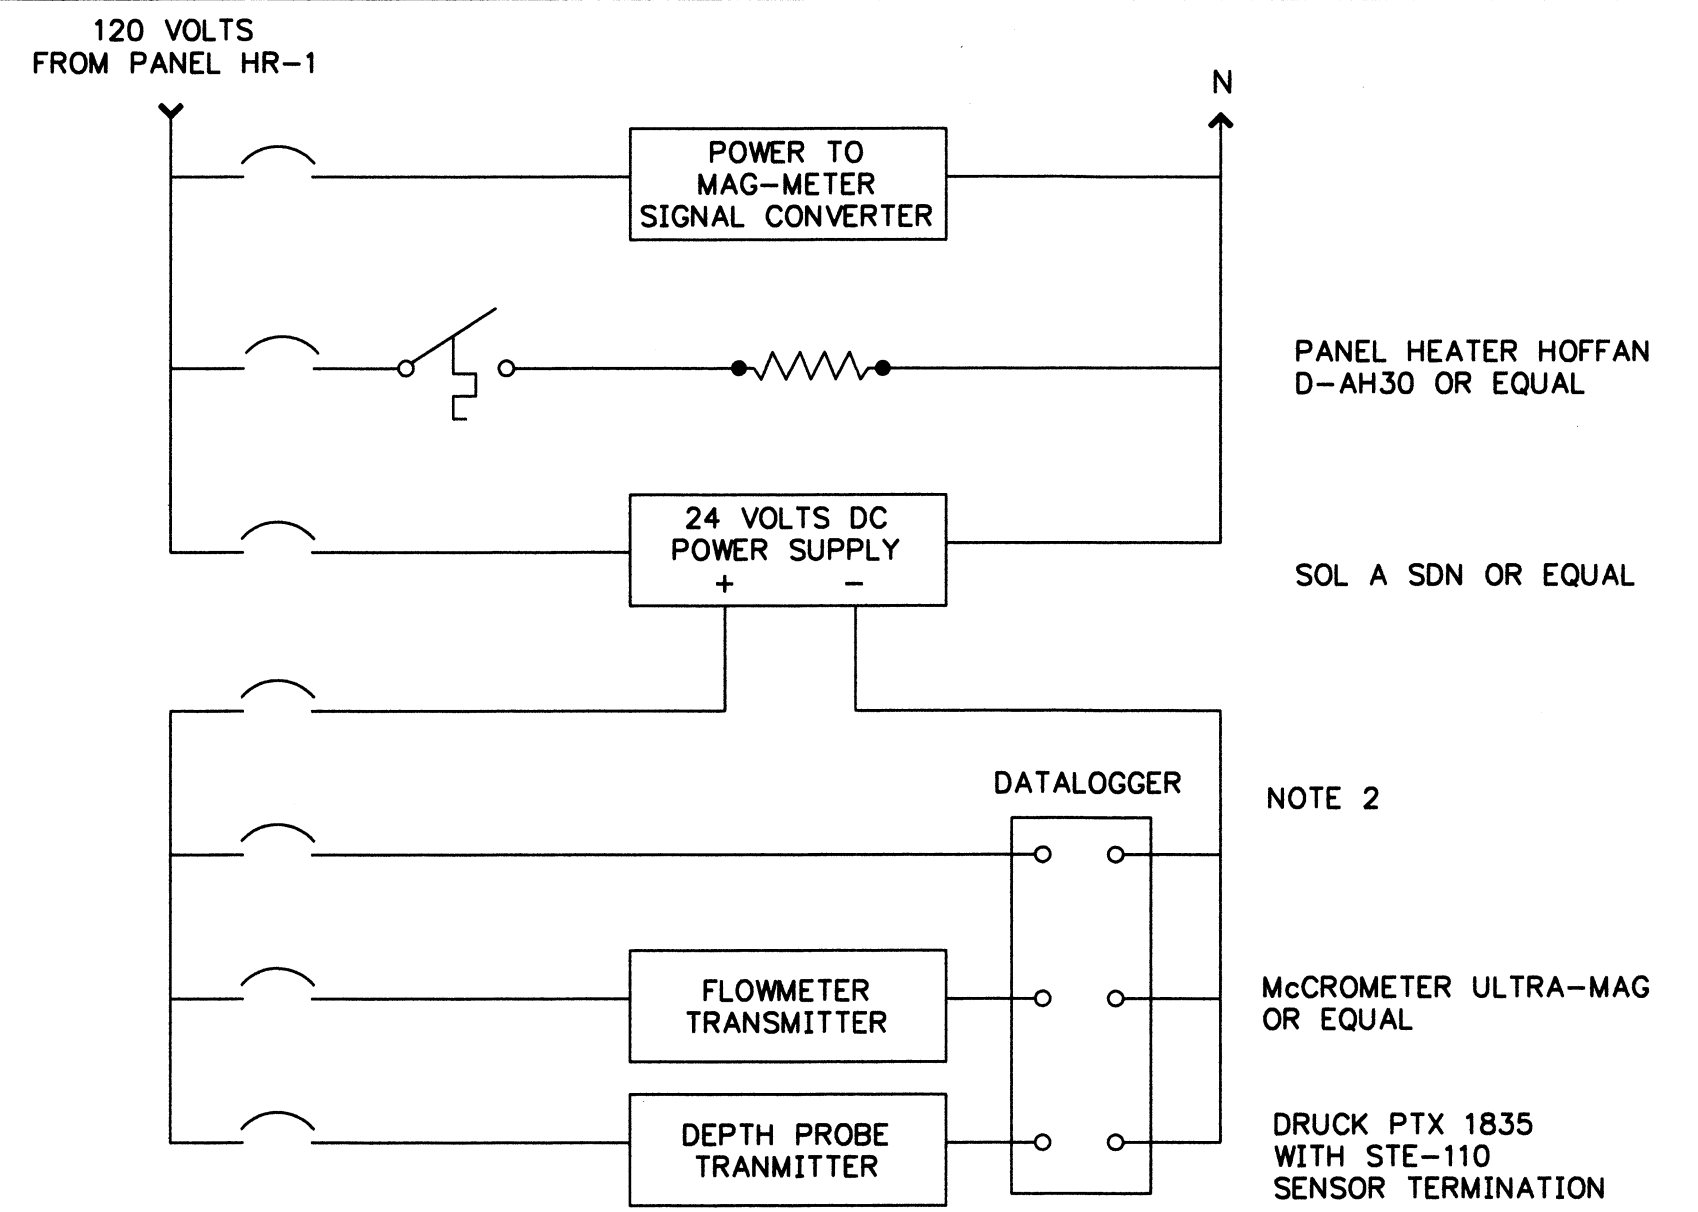 120 VOLTS
FROM PANEL HR-1
N
POWER TO
MAG-METER
SIGNAL CONVERTER
PANEL HEATER HOFFAN
D-AH30 OR EQUAL
24 VOLTS DC
POWER SUPPLY
+ -
SOL A SDN OR EQUAL
DATALOGGER
NOTE 2
FLOWMETER
TRANSMITTER
McCROMETER ULTRA-MAG
OR EQUAL
DEPTH PROBE
TRANMITTER
DRUCK PTX 1835
WITH STE-110
SENSOR TERMINATION